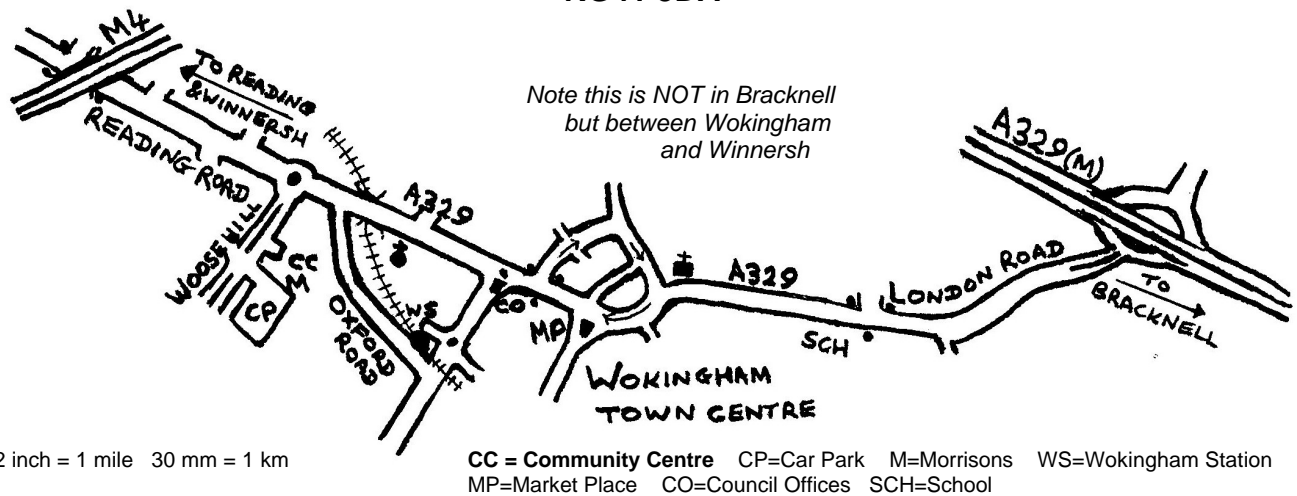 M4
TO READING
& WINNERSH
READING ROAD
Note this is NOT in Bracknell
but between Wokingham
and Winnersh
A329(M)
A329
WOOSEHILL
CC
M
CP
OXFORD
ROAD
WS
CO
MP
A329
SCH
LONDON ROAD
TO
BRACKNELL
WOKINGHAM
TOWN CENTRE
2 inch = 1 mile 30 mm = 1 km
CC = Community Centre CP=Car Park M=Morrisons WS=Wokingham Station
MP=Market Place CO=Council Offices SCH=School